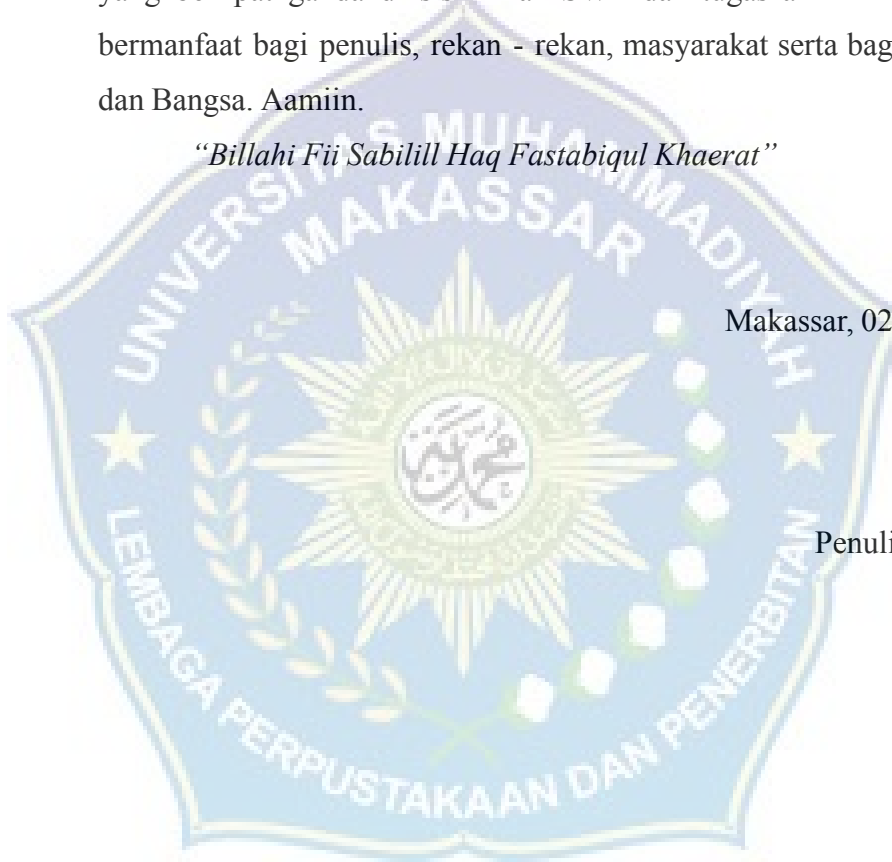 bermanfaat bagi penulis, rekan - rekan, masyarakat serta bag
dan Bangsa. Aamiin.
“Billahi Fii Sabilill Haq Fastabiqul Khaerat”
UNIVERSITAS MUHAMMADIYAH
MAKASSAR
Makassar, 02
Penuli
محمد
LEMBAGA PERPUSTAKAAN DAN PENERBITAN